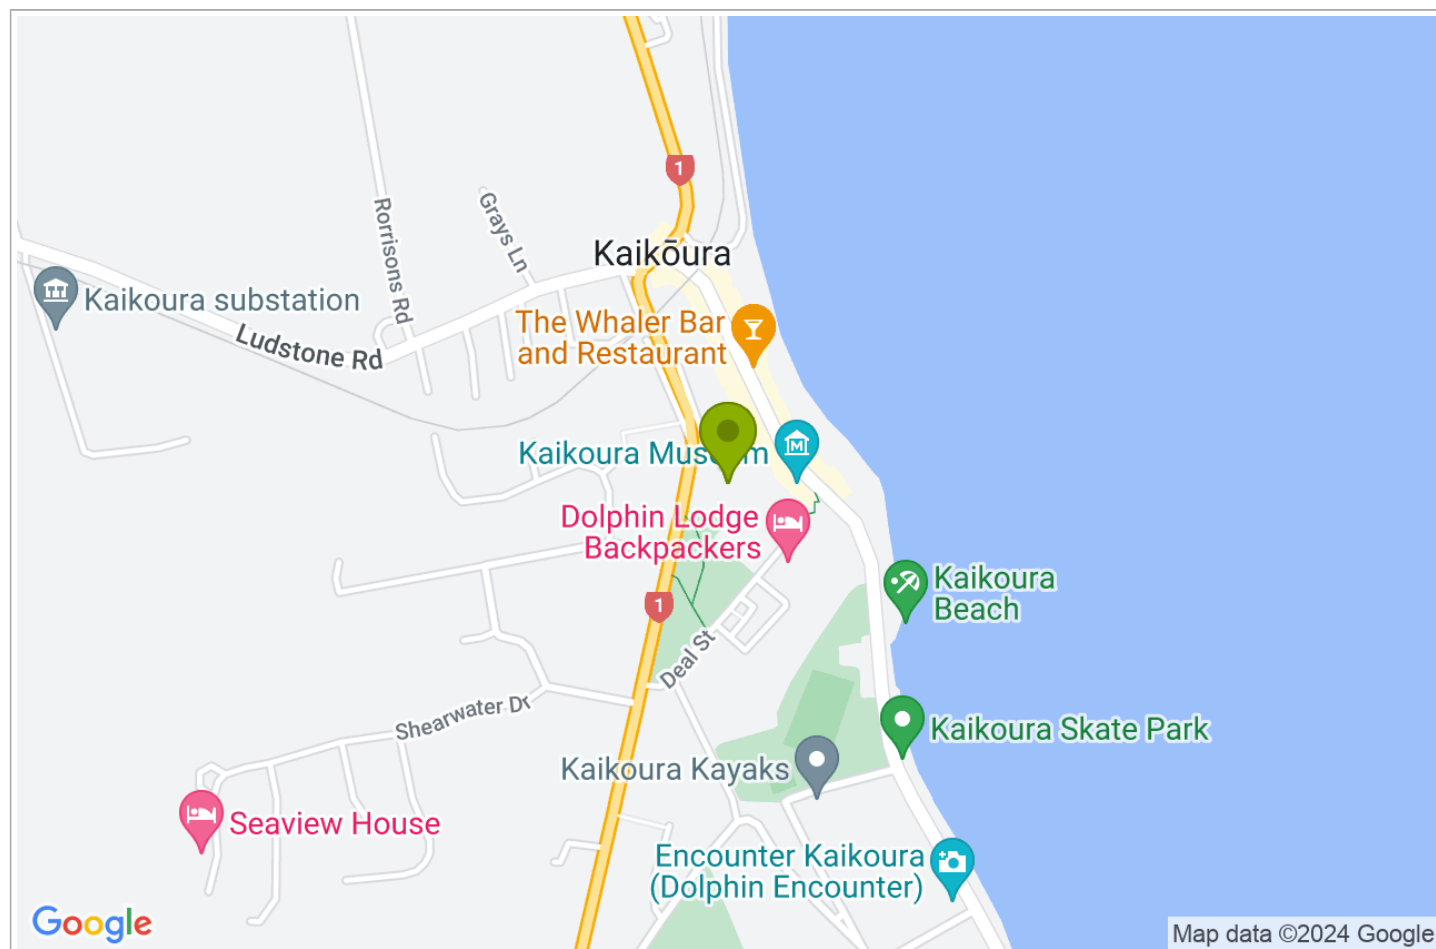 1
Grays Ln
Rorrisons Rd
Kaikōura
Kaikoura substation
The Whaler Bar
and Restaurant
Ludstone Rd
Kaikoura Museum
Dolphin Lodge
Backpackers
Kaikoura
Beach
1
Deal St
Shearwater Dr
Kaikoura Skate Park
Kaikoura Kayaks
Seaview House
Encounter Kaikoura
(Dolphin Encounter)
Google
Map data ©2024 Google